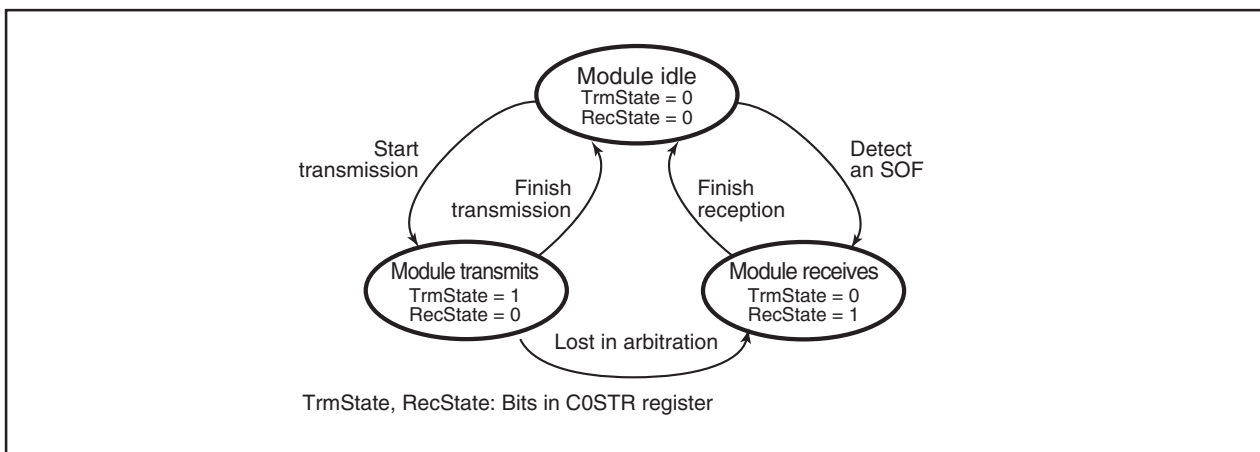 Module idle
TrmState = 0
RecState = 0
Start
transmission
Finish
transmission
Finish
reception
Detect
an SOF
Module transmits
TrmState = 1
RecState = 0
Module receives
TrmState = 0
RecState = 1
Lost in arbitration
TrmState, RecState: Bits in C0STR register